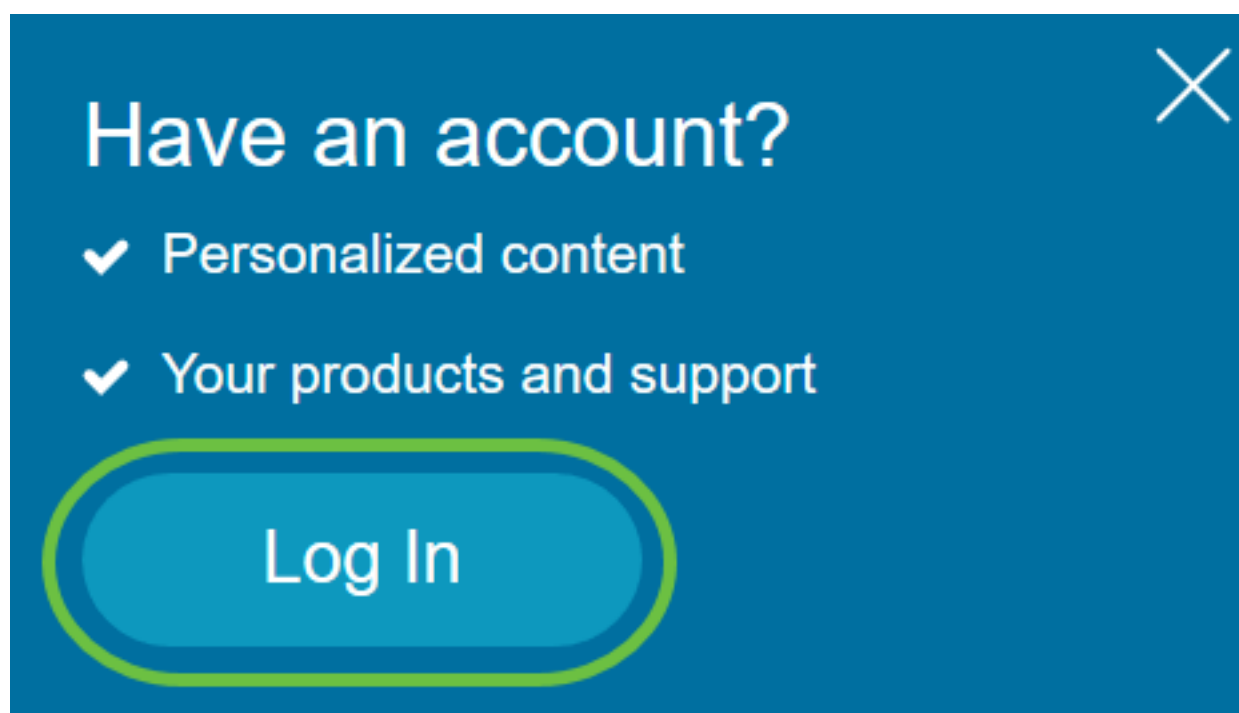 Have an account?
Personalized content
Your products and support
Log In